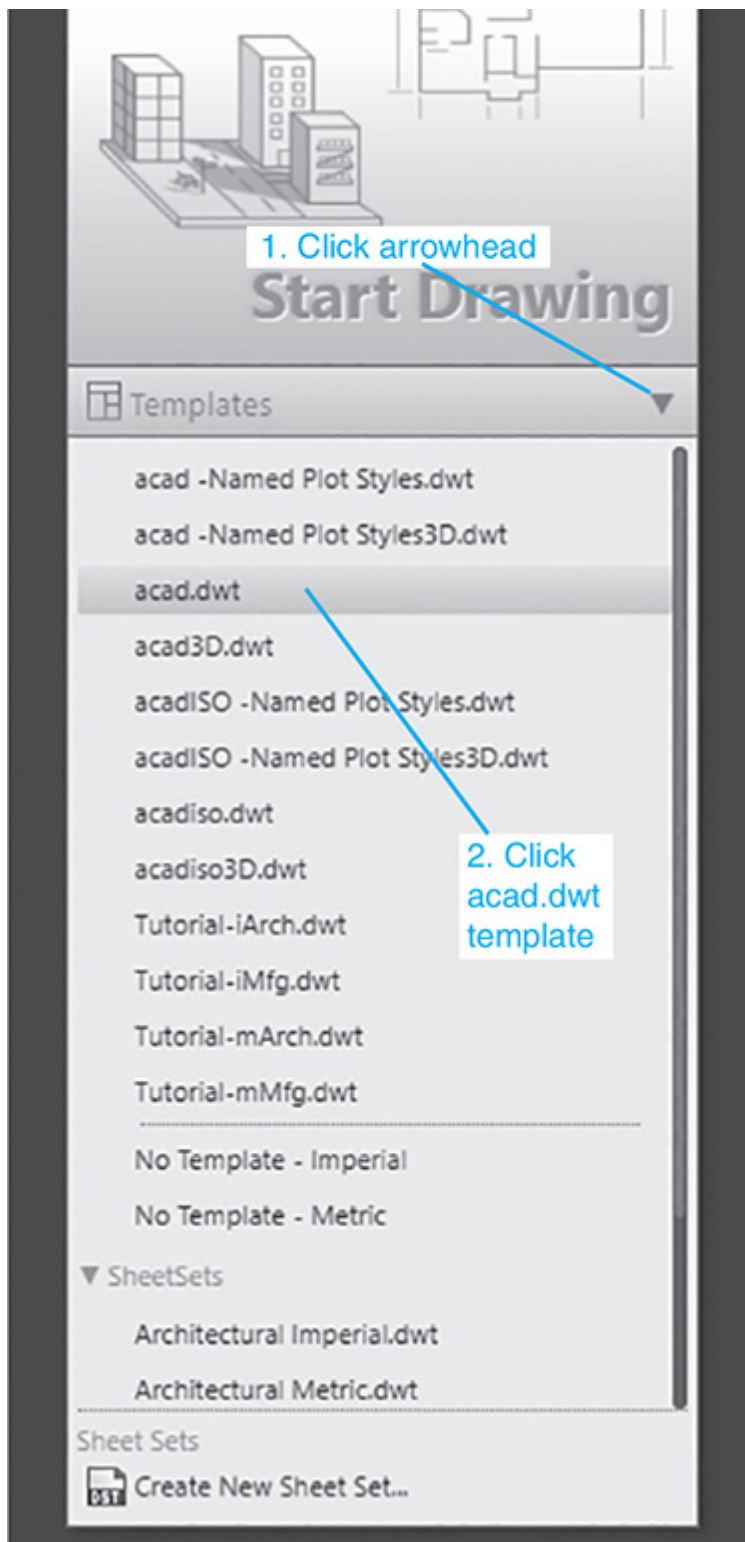 1. Click arrowhead
Start Drawing
Templates
acad -Named Plot Styles.dwt
acad -Named Plot Styles3D.dwt
acad.dwt
acad3D.dwt
acadISO -Named Plot Styles.dwt
acadISO -Named Plot Styles3D.dwt
acadiso.dwt
acadiso3D.dwt
2. Click
acad.dwt
template
Tutorial-iArch.dwt
Tutorial-iMfg.dwt
Tutorial-mArch.dwt
Tutorial-mMfg.dwt
No Template - Imperial
No Template - Metric
SheetSets
Architectural Imperial.dwt
Architectural Metric.dwt
Sheet Sets
DST
Create New Sheet Set...